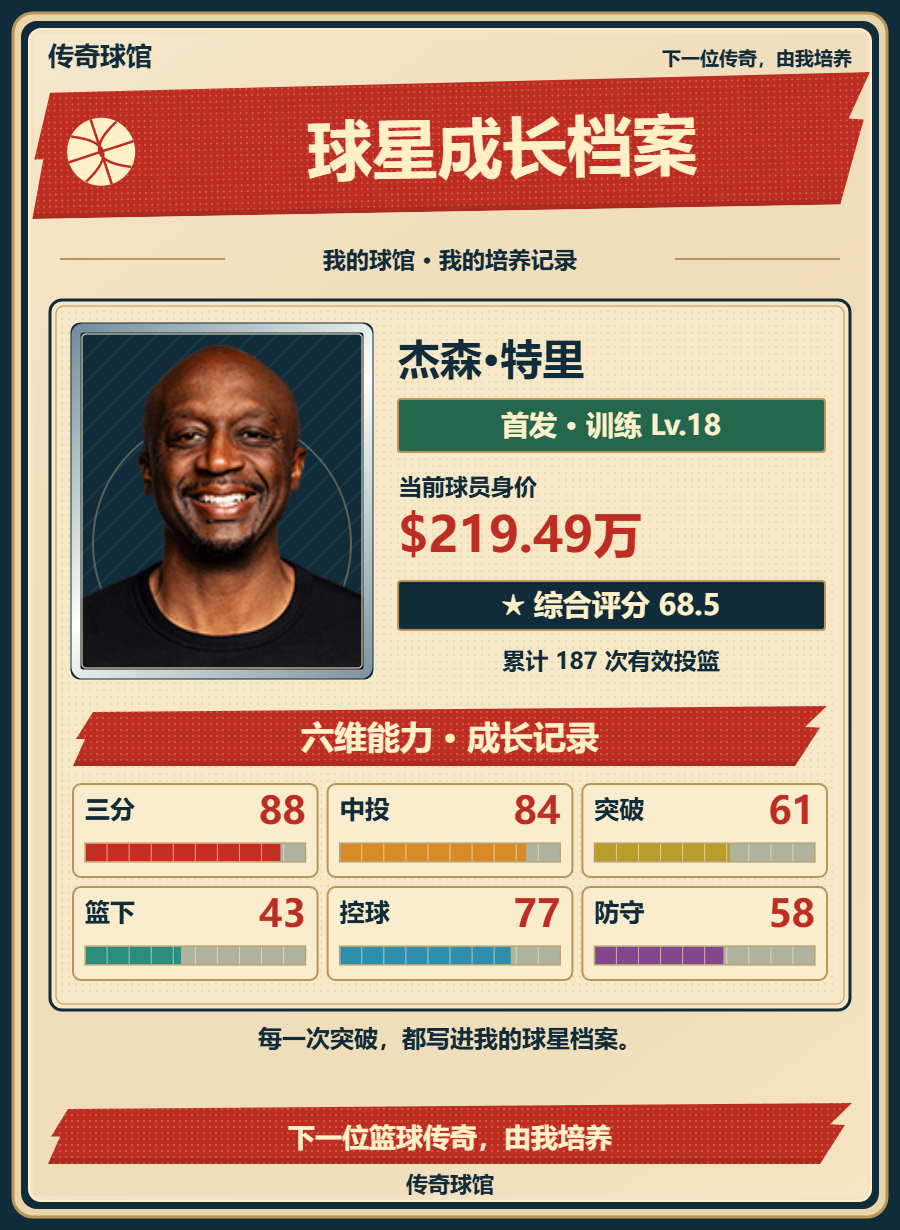 传奇球馆
下一位传奇，由我培养
球星成长档案
我的球馆·我的培养记录
杰森·特里
首发·训练 Lv.18
当前球员身价
$219.49万
★ 综合评分 68.5
累计 187 次有效投篮
六维能力·成长记录
三分 88
中投 84
突破 61
篮下 43
控球 77
防守 58
每一次突破，都写进我的球星档案。
下一位篮球传奇，由我培养
传奇球馆